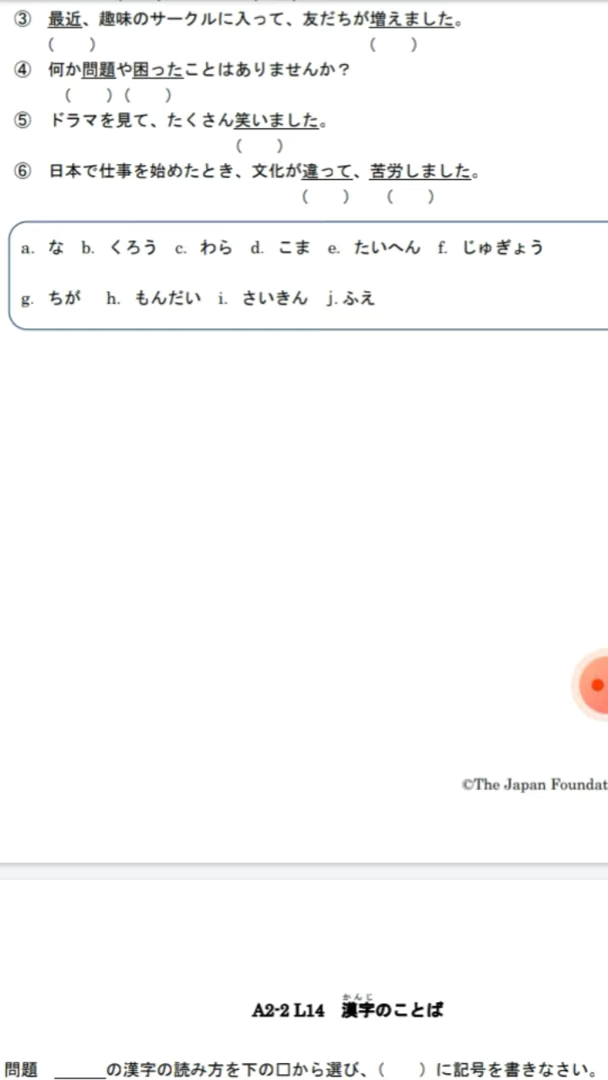 ③ 最近、趣味のサークルに入って、友だちが増えました。
(　　)　(　　)
④ 何か問題や困ったことはありませんか？
(　　)(　　)
⑤ ドラマを見て、たくさん笑いました。
(　　)
⑥ 日本で仕事を始めたとき、文化が違って、苦労しました。
(　　)　(　　)
a. な b. くろう c. わら d. こま e. たいへん f. じゅぎょう
g. ちが h. もんだい i. さいきん j. ふえ
©The Japan Foundat
かんじ
A2-2 L14 漢字のことば
問題 ______の漢字の読み方を下の□から選び、(　　)に記号を書きなさい。